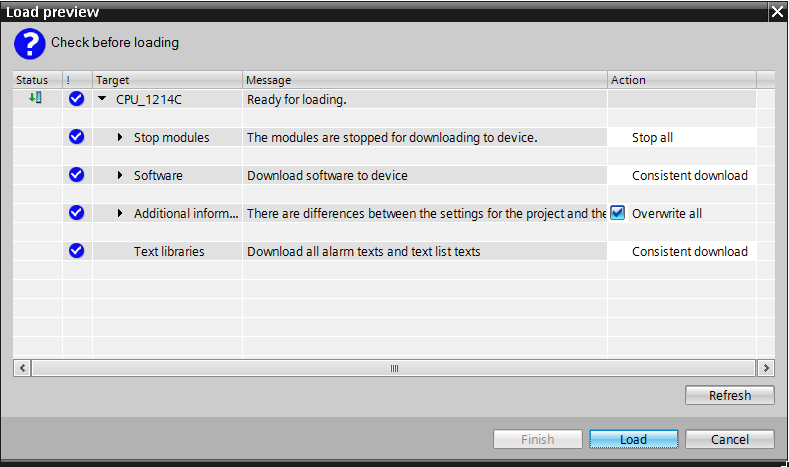 Load preview
? Check before loading
Status ! Target Message Action
CPU_1214C Ready for loading.
Stop modules The modules are stopped for downloading to device. Stop all
Software Download software to device Consistent download
Additional inform... There are differences between the settings for the project and the Overwrite all
Text libraries Download all alarm texts and text list texts Consistent download
Refresh
Finish Load Cancel